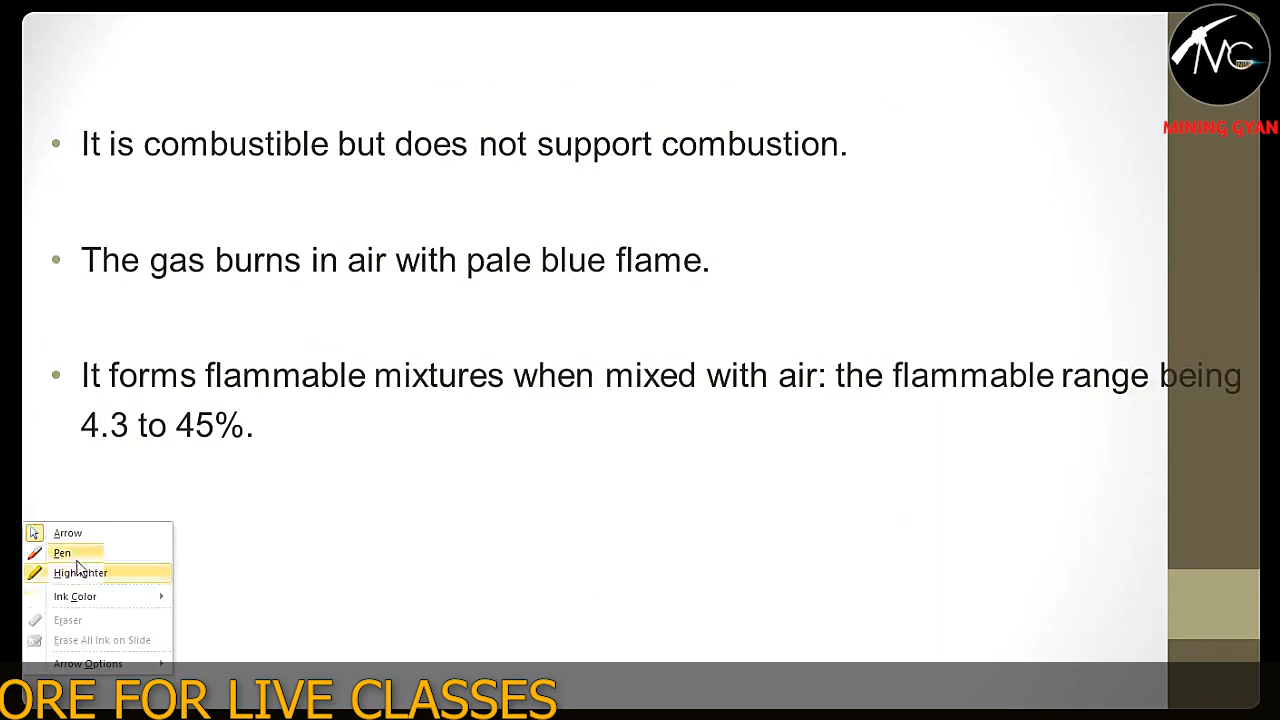 MG
MINING GYAN
• It is combustible but does not support combustion.
• The gas burns in air with pale blue flame.
• It forms flammable mixtures when mixed with air: the flammable range being
4.3 to 45%.
Arrow
Pen
Highlighter
Ink Color
Eraser
Erase All Ink on Slide
Arrow Options
ORE FOR LIVE CLASSES